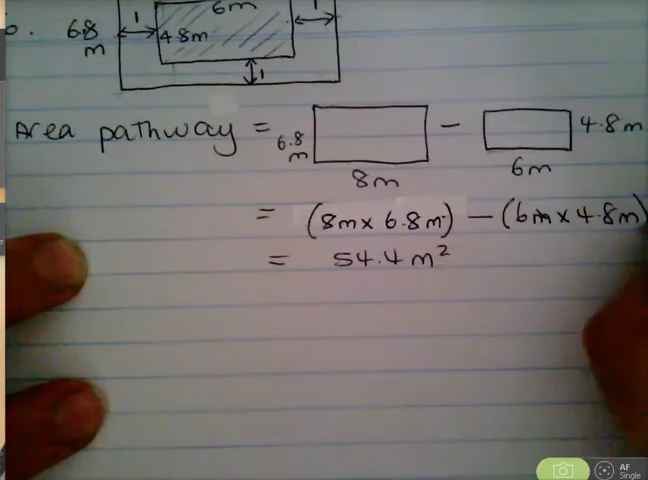 6m
b. 6.8 1 4.8m 1
m
1
Area pathway = 6.8 m - 4.8m
8m 6m
= (8m x 6.8m) - (6m x 4.8m)
= 54.4 m²
AF
Single